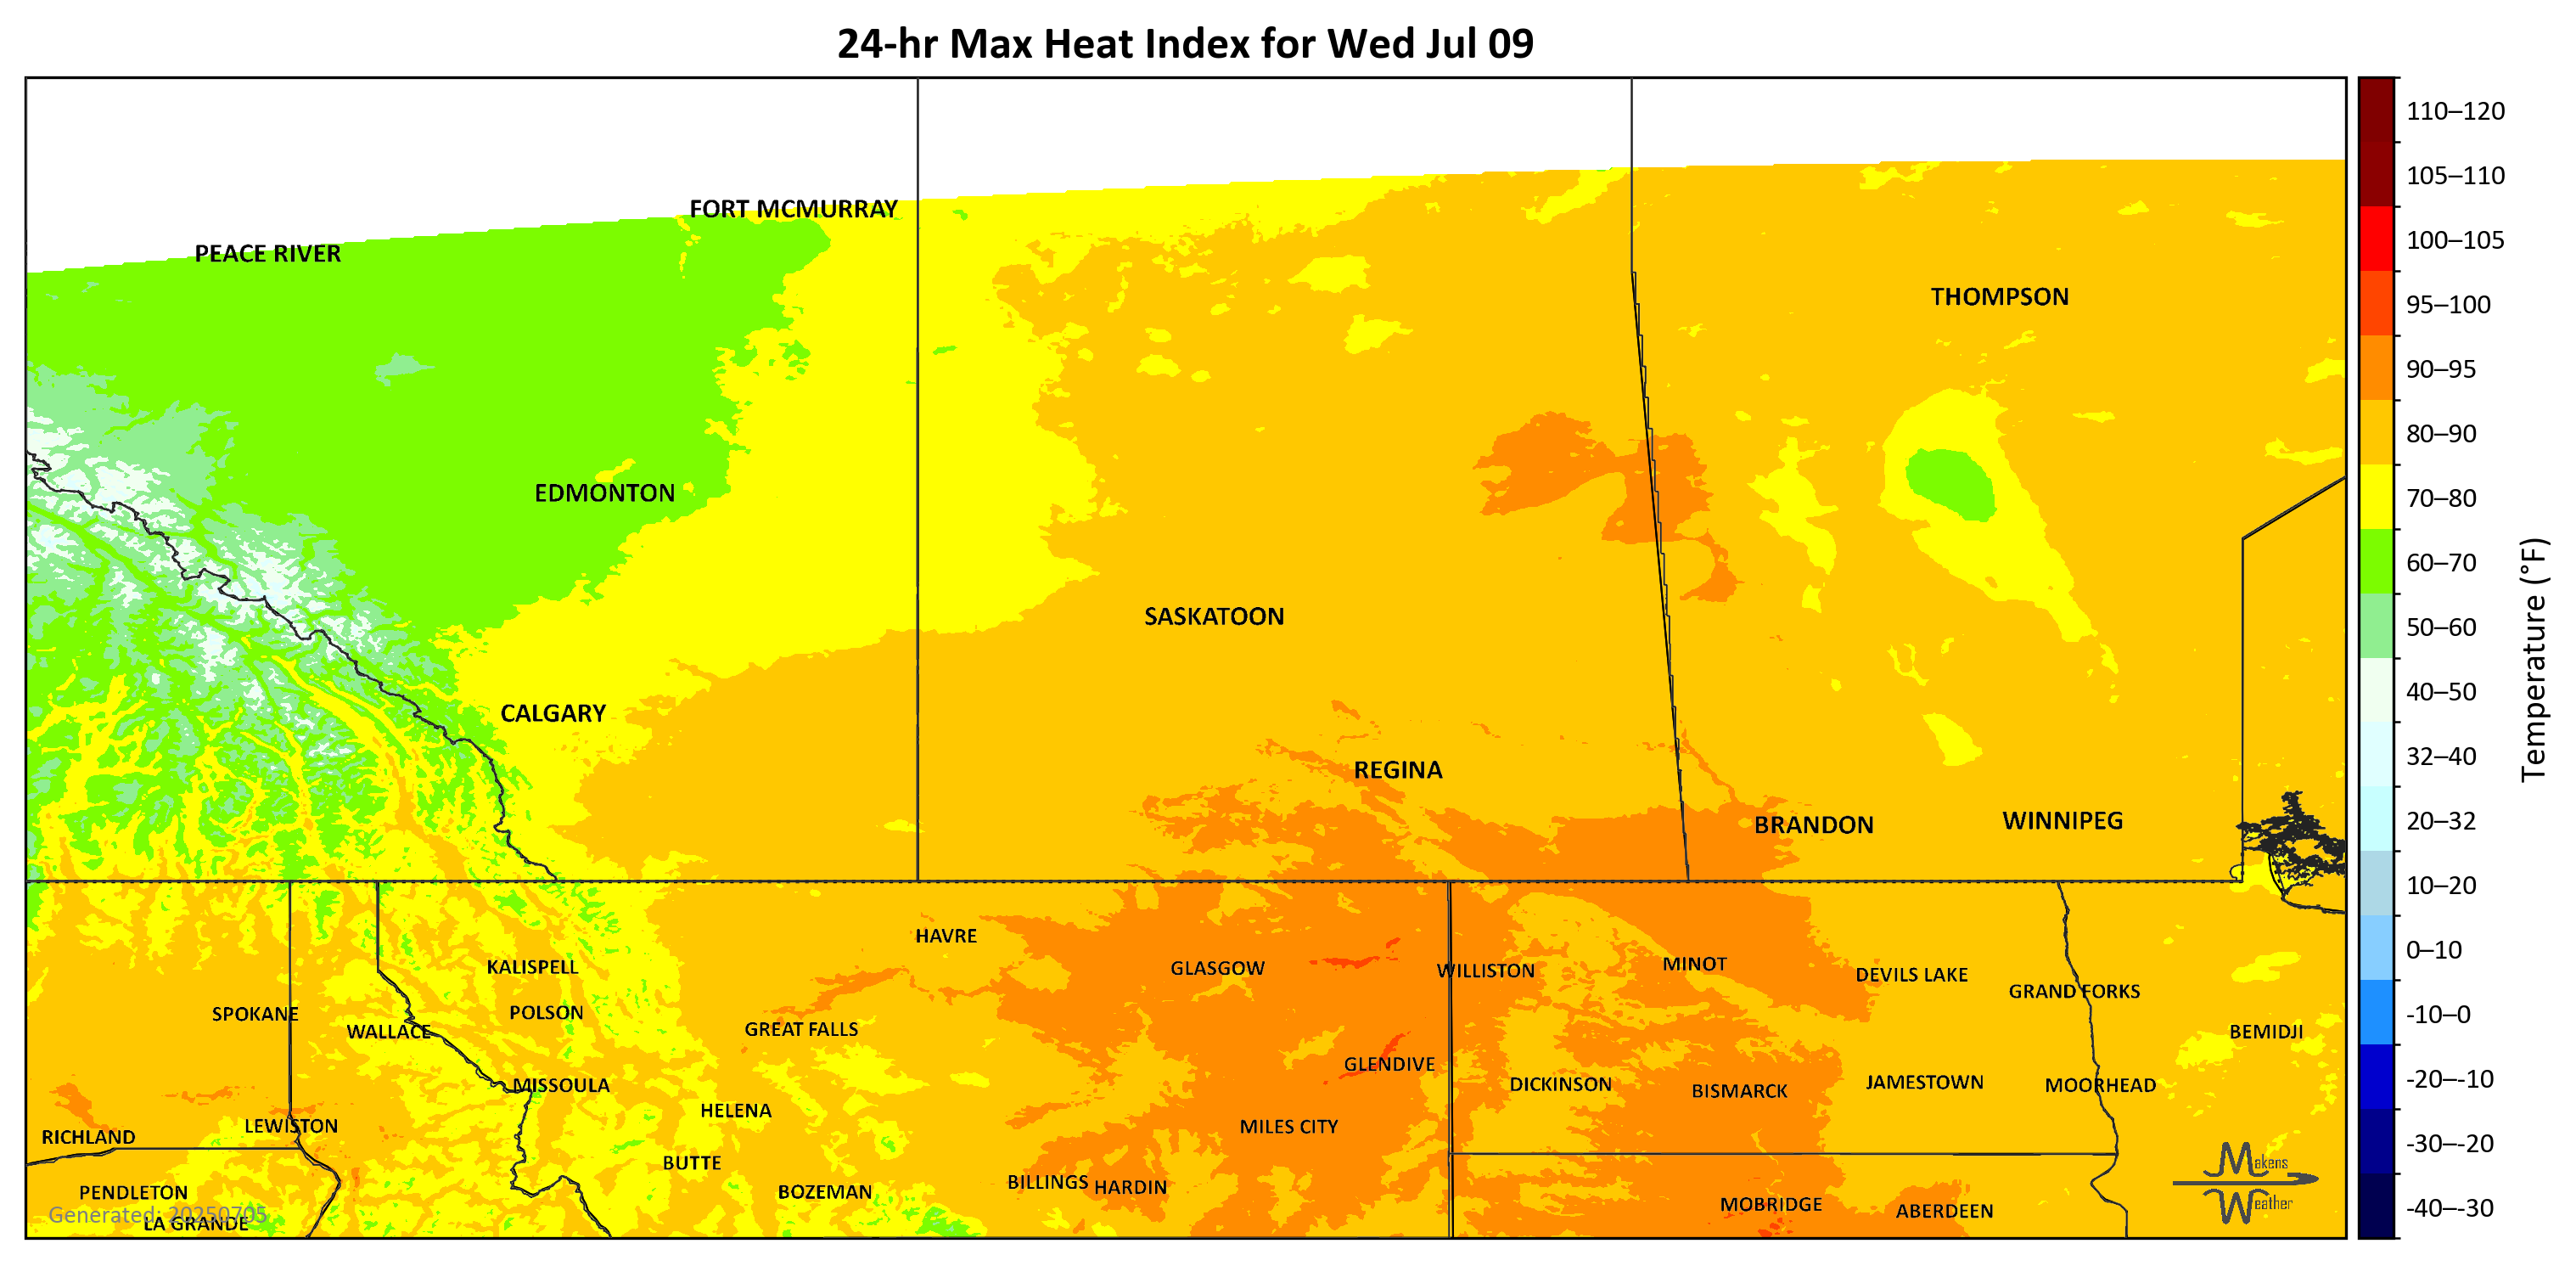 24-hr Max Heat Index for Wed Jul 09
FORT MCMURRAY
PEACE RIVER
THOMPSON
EDMONTON
SASKATOON
CALGARY
REGINA
BRANDON
WINNIPEG
HAVRE
KALISPELL
GLASGOW
WILLISTON
MINOT
DEVILS LAKE
GRAND FORKS
SPOKANE
POLSON
WALLACE
GREAT FALLS
BEMIDJI
GLENDIVE
MISSOULA
DICKINSON
BISMARCK
JAMESTOWN
MOORHEAD
HELENA
LEWISTON
MILES CITY
RICHLAND
BUTTE
PENDLETON
BOZEMAN
BILLINGS
HARDIN
MOBRIDGE
ABERDEEN
LA GRANDE
Generated: 20250705
Makens
Weather
110–120
105–110
100–105
95–100
90–95
80–90
70–80
60–70
50–60
40–50
32–40
20–32
10–20
0–10
-10–0
-20–-10
-30–-20
-40–-30
Temperature (°F)